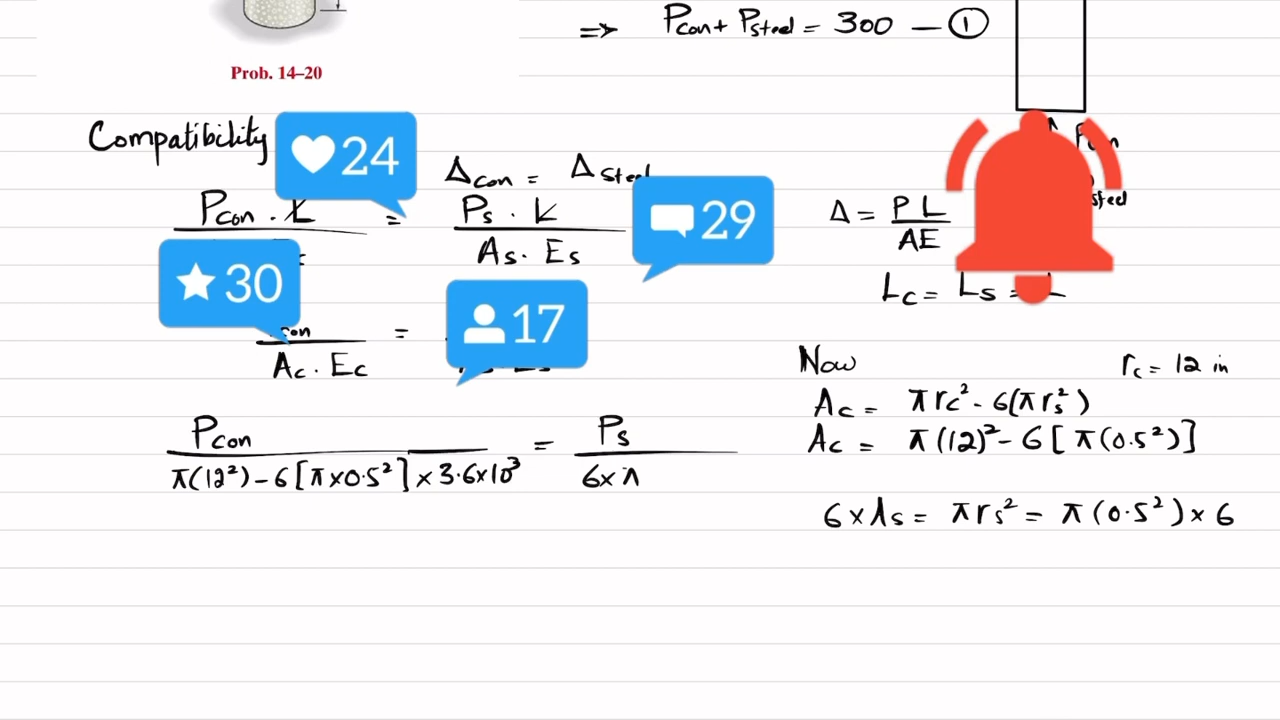 => Pcon + Psteel = 300 — ①
Prob. 14–20
Compatibility
Δcon = Δsteel
Pcon · L = Ps · L
As · Es
Δ = PL
AE
Lc = Ls = L
24
29
30
17
con =
Ac · Ec
Now rc = 12 in
Ac = πrc² - 6(πrs²)
Ac = π(12)² - 6[π(0.5²)]
Pcon = Ps
π(12²) - 6[π×0.5²] × 3.6×10³ 6×π
6×As = πrs² = π(0.5²) × 6